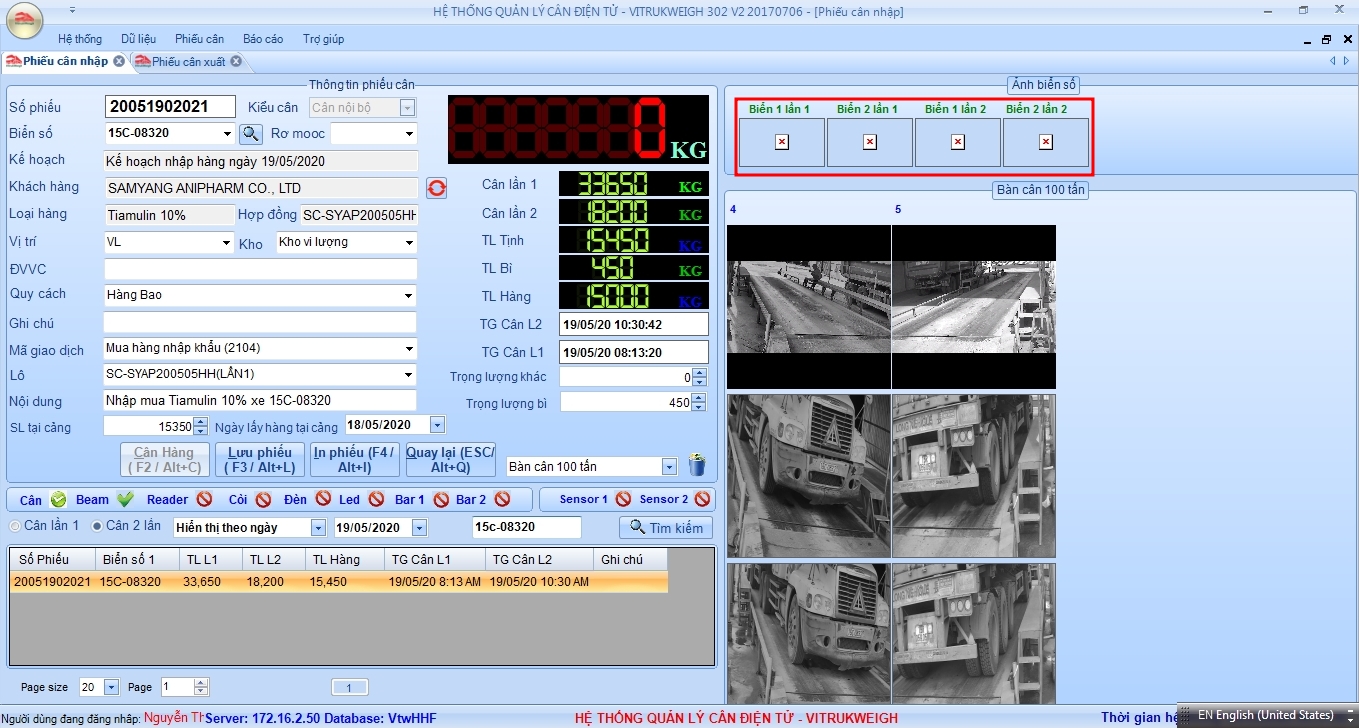 HỆ THỐNG QUẢN LÝ CÂN ĐIỆN TỬ - VITRUKWEIGH 302 V2 20170706 - [Phiếu cân nhập]
Hệ thống Dữ liệu Phiếu cân Báo cáo Trợ giúp
Phiếu cân nhập Phiếu cân xuất
Thông tin phiếu cân
Số phiếu 20051902021 Kiểu cân Cân nội bộ
Biển số 15C-08320 Rơ mooc
Kế hoạch Kế hoạch nhập hàng ngày 19/05/2020
Khách hàng SAMYANG ANIPHARM CO., LTD
Loại hàng Tiamulin 10% Hợp đồng SC-SYAP200505HH
Vị trí VL Kho Kho vi lượng
ĐVVC
Quy cách Hàng Bao
Ghi chú
Mã giao dịch Mua hàng nhập khẩu (2104)
Lô SC-SYAP200505HH(LẦN1)
Nội dung Nhập mua Tiamulin 10% xe 15C-08320
SL tại cảng 15350 Ngày lấy hàng tại cảng 18/05/2020
0 KG
Cân lần 1 33650 KG
Cân lần 2 18200 KG
TL Tịnh 15450 KG
TL Bì 450 KG
TL Hàng 15000 KG
TG Cân L2 19/05/20 10:30:42
TG Cân L1 19/05/20 08:13:20
Trọng lượng khác 0
Trọng lượng bì 450
Cân Hàng
( F2 / Alt+C)
Lưu phiếu
( F3 / Alt+L)
In phiếu (F4 /
Alt+I)
Quay lại (ESC/
Alt+Q)
Bàn cân 100 tấn
Cân Beam Reader Còi Đèn Led Bar 1 Bar 2 Sensor 1 Sensor 2
Cân lần 1 Cân 2 lần Hiển thị theo ngày 19/05/2020 15c-08320 Tìm kiếm
Số Phiếu Biển số 1 TL L1 TL L2 TL Hàng TG Cân L1 TG Cân L2 Ghi chú
20051902021 15C-08320 33,650 18,200 15,450 19/05/20 8:13 AM 19/05/20 10:30 AM
Page size 20 Page 1 1
Ảnh biển số
Biển 1 lần 1 Biển 2 lần 1 Biển 1 lần 2 Biển 2 lần 2
Bàn cân 100 tấn
4 5
Người dùng đang đăng nhập: Nguyễn Th Server: 172.16.2.50 Database: VtwHHF HỆ THỐNG QUẢN LÝ CÂN ĐIỆN TỬ - VITRUKWEIGH Thời gian hệ EN English (United States)